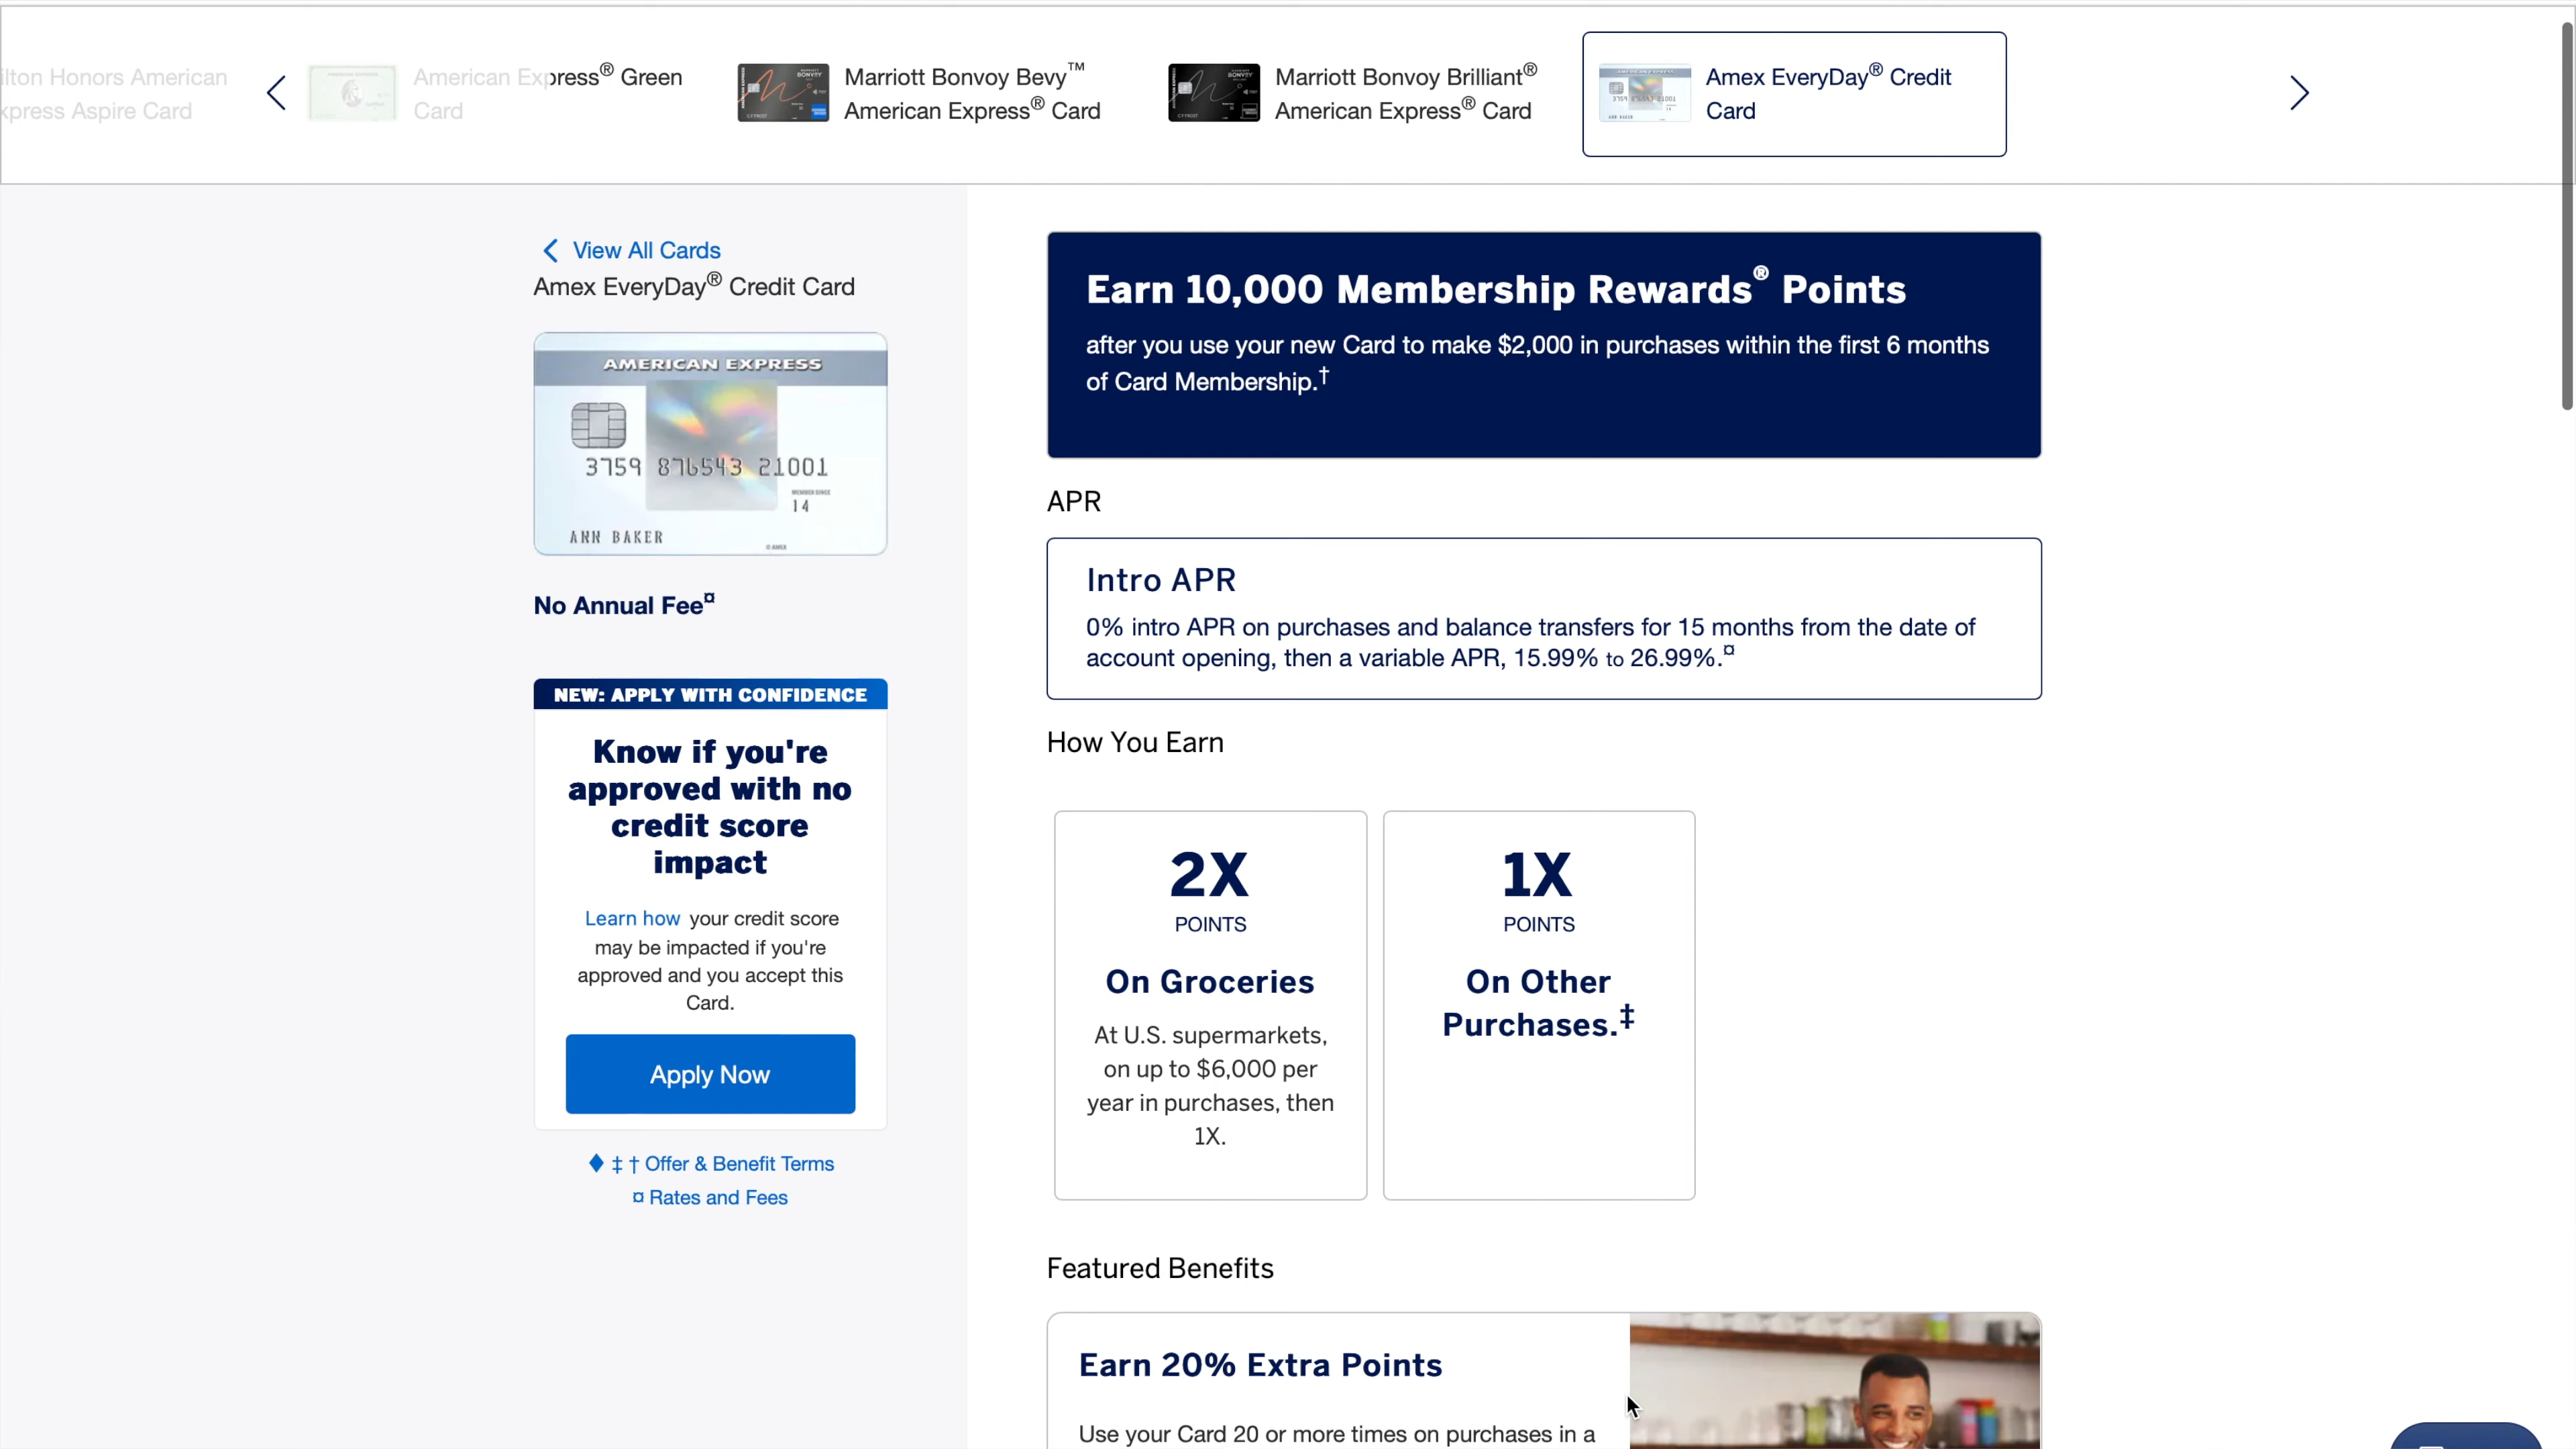 ilton Honors American
xpress Aspire Card
American Express® Green
Card
Marriott Bonvoy Bevy™
American Express® Card
Marriott Bonvoy Brilliant®
American Express® Card
Amex EveryDay® Credit
Card
View All Cards
Amex EveryDay® Credit Card
AMERICAN EXPRESS
3759 876543 21001
MEMBER SINCE
14
ANN BAKER
© AMEX
No Annual Fee¤
NEW: APPLY WITH CONFIDENCE
Know if you're
approved with no
credit score
impact
Learn how your credit score
may be impacted if you're
approved and you accept this
Card.
Apply Now
♦ ‡ † Offer & Benefit Terms
¤ Rates and Fees
Earn 10,000 Membership Rewards® Points
after you use your new Card to make $2,000 in purchases within the first 6 months
of Card Membership.†
APR
Intro APR
0% intro APR on purchases and balance transfers for 15 months from the date of
account opening, then a variable APR, 15.99% to 26.99%.¤
How You Earn
2X
POINTS
On Groceries
At U.S. supermarkets,
on up to $6,000 per
year in purchases, then
1X.
1X
POINTS
On Other
Purchases.‡
Featured Benefits
Earn 20% Extra Points
Use your Card 20 or more times on purchases in a